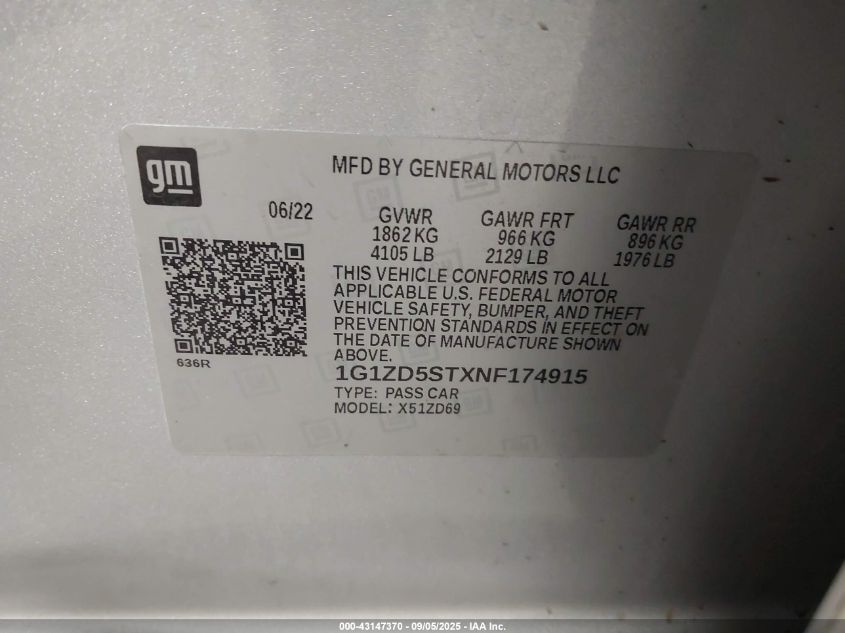 gm
MFD BY GENERAL MOTORS LLC
06/22
GVWR GAWR FRT GAWR RR
1862 KG 966 KG 896 KG
4105 LB 2129 LB 1976 LB
THIS VEHICLE CONFORMS TO ALL
APPLICABLE U.S. FEDERAL MOTOR
VEHICLE SAFETY, BUMPER, AND THEFT
PREVENTION STANDARDS IN EFFECT ON
THE DATE OF MANUFACTURE SHOWN
ABOVE.
636R
1G1ZD5STXNF174915
TYPE: PASS CAR
MODEL: X51ZD69
000-43147370 - 09/05/2025 - IAA Inc.